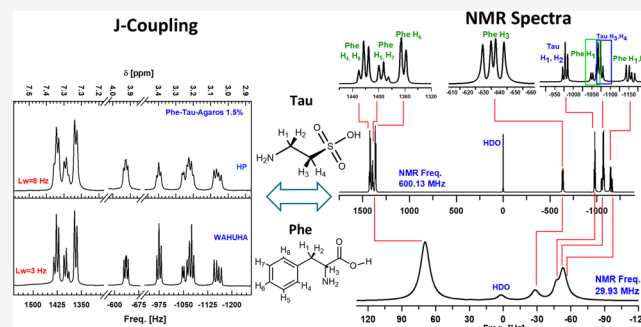 J-Coupling
δ [ppm]
7.5 7.4 7.3 7.2 7.1 4.0 3.9 3.4 3.3 3.2 3.1 3.0 2.9
Phe-Tau-Agaros 1.5%
HP
Lw=8 Hz
WAHUHA
Lw=3 Hz
1500 1425 1350 -600 -675 -975 -1050 -1125 -1200
Freq. [Hz]
Tau
H1 H2
OH
S
O
O
H2N
H3 H4
Phe
H8 H1 H2 O
H7
O-H
H3
H6 NH2
H5 H4
NMR Spectra
Phe
H4, H8
Phe
H5, H7
Phe H6
1440 1400 1360 1320
Phe H3
-610 -620 -630 -640 -650 -660
Tau
H1, H2
Phe H1
Tau H3,H4
-950 -1000 -1050 -1100 -1150
HDO
NMR Freq.
600.13 MHz
1500 1000 500 0 -500 -1000
HDO
NMR Freq.
29.93 MHz
120 90 60 30 0 -30 -60 -90 -120